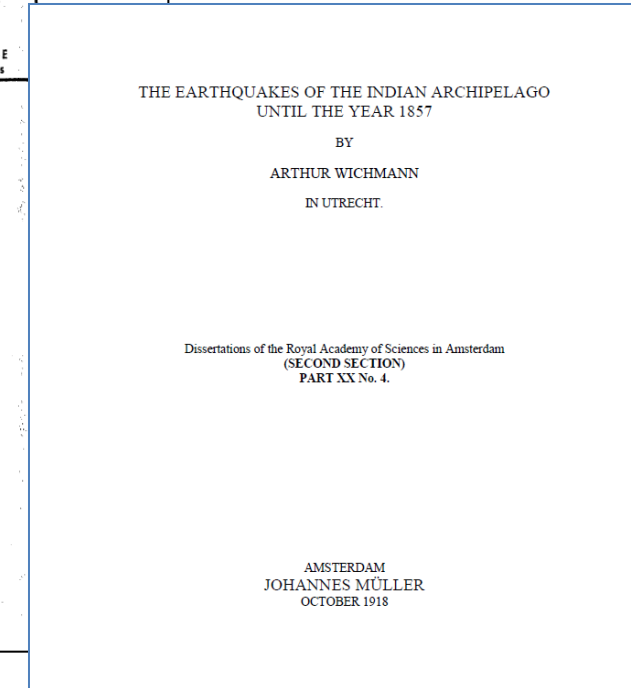 E
s
THE EARTHQUAKES OF THE INDIAN ARCHIPELAGO
UNTIL THE YEAR 1857
BY
ARTHUR WICHMANN
IN UTRECHT.
Dissertations of the Royal Academy of Sciences in Amsterdam
(SECOND SECTION)
PART XX No. 4.
AMSTERDAM
JOHANNES MÜLLER
OCTOBER 1918